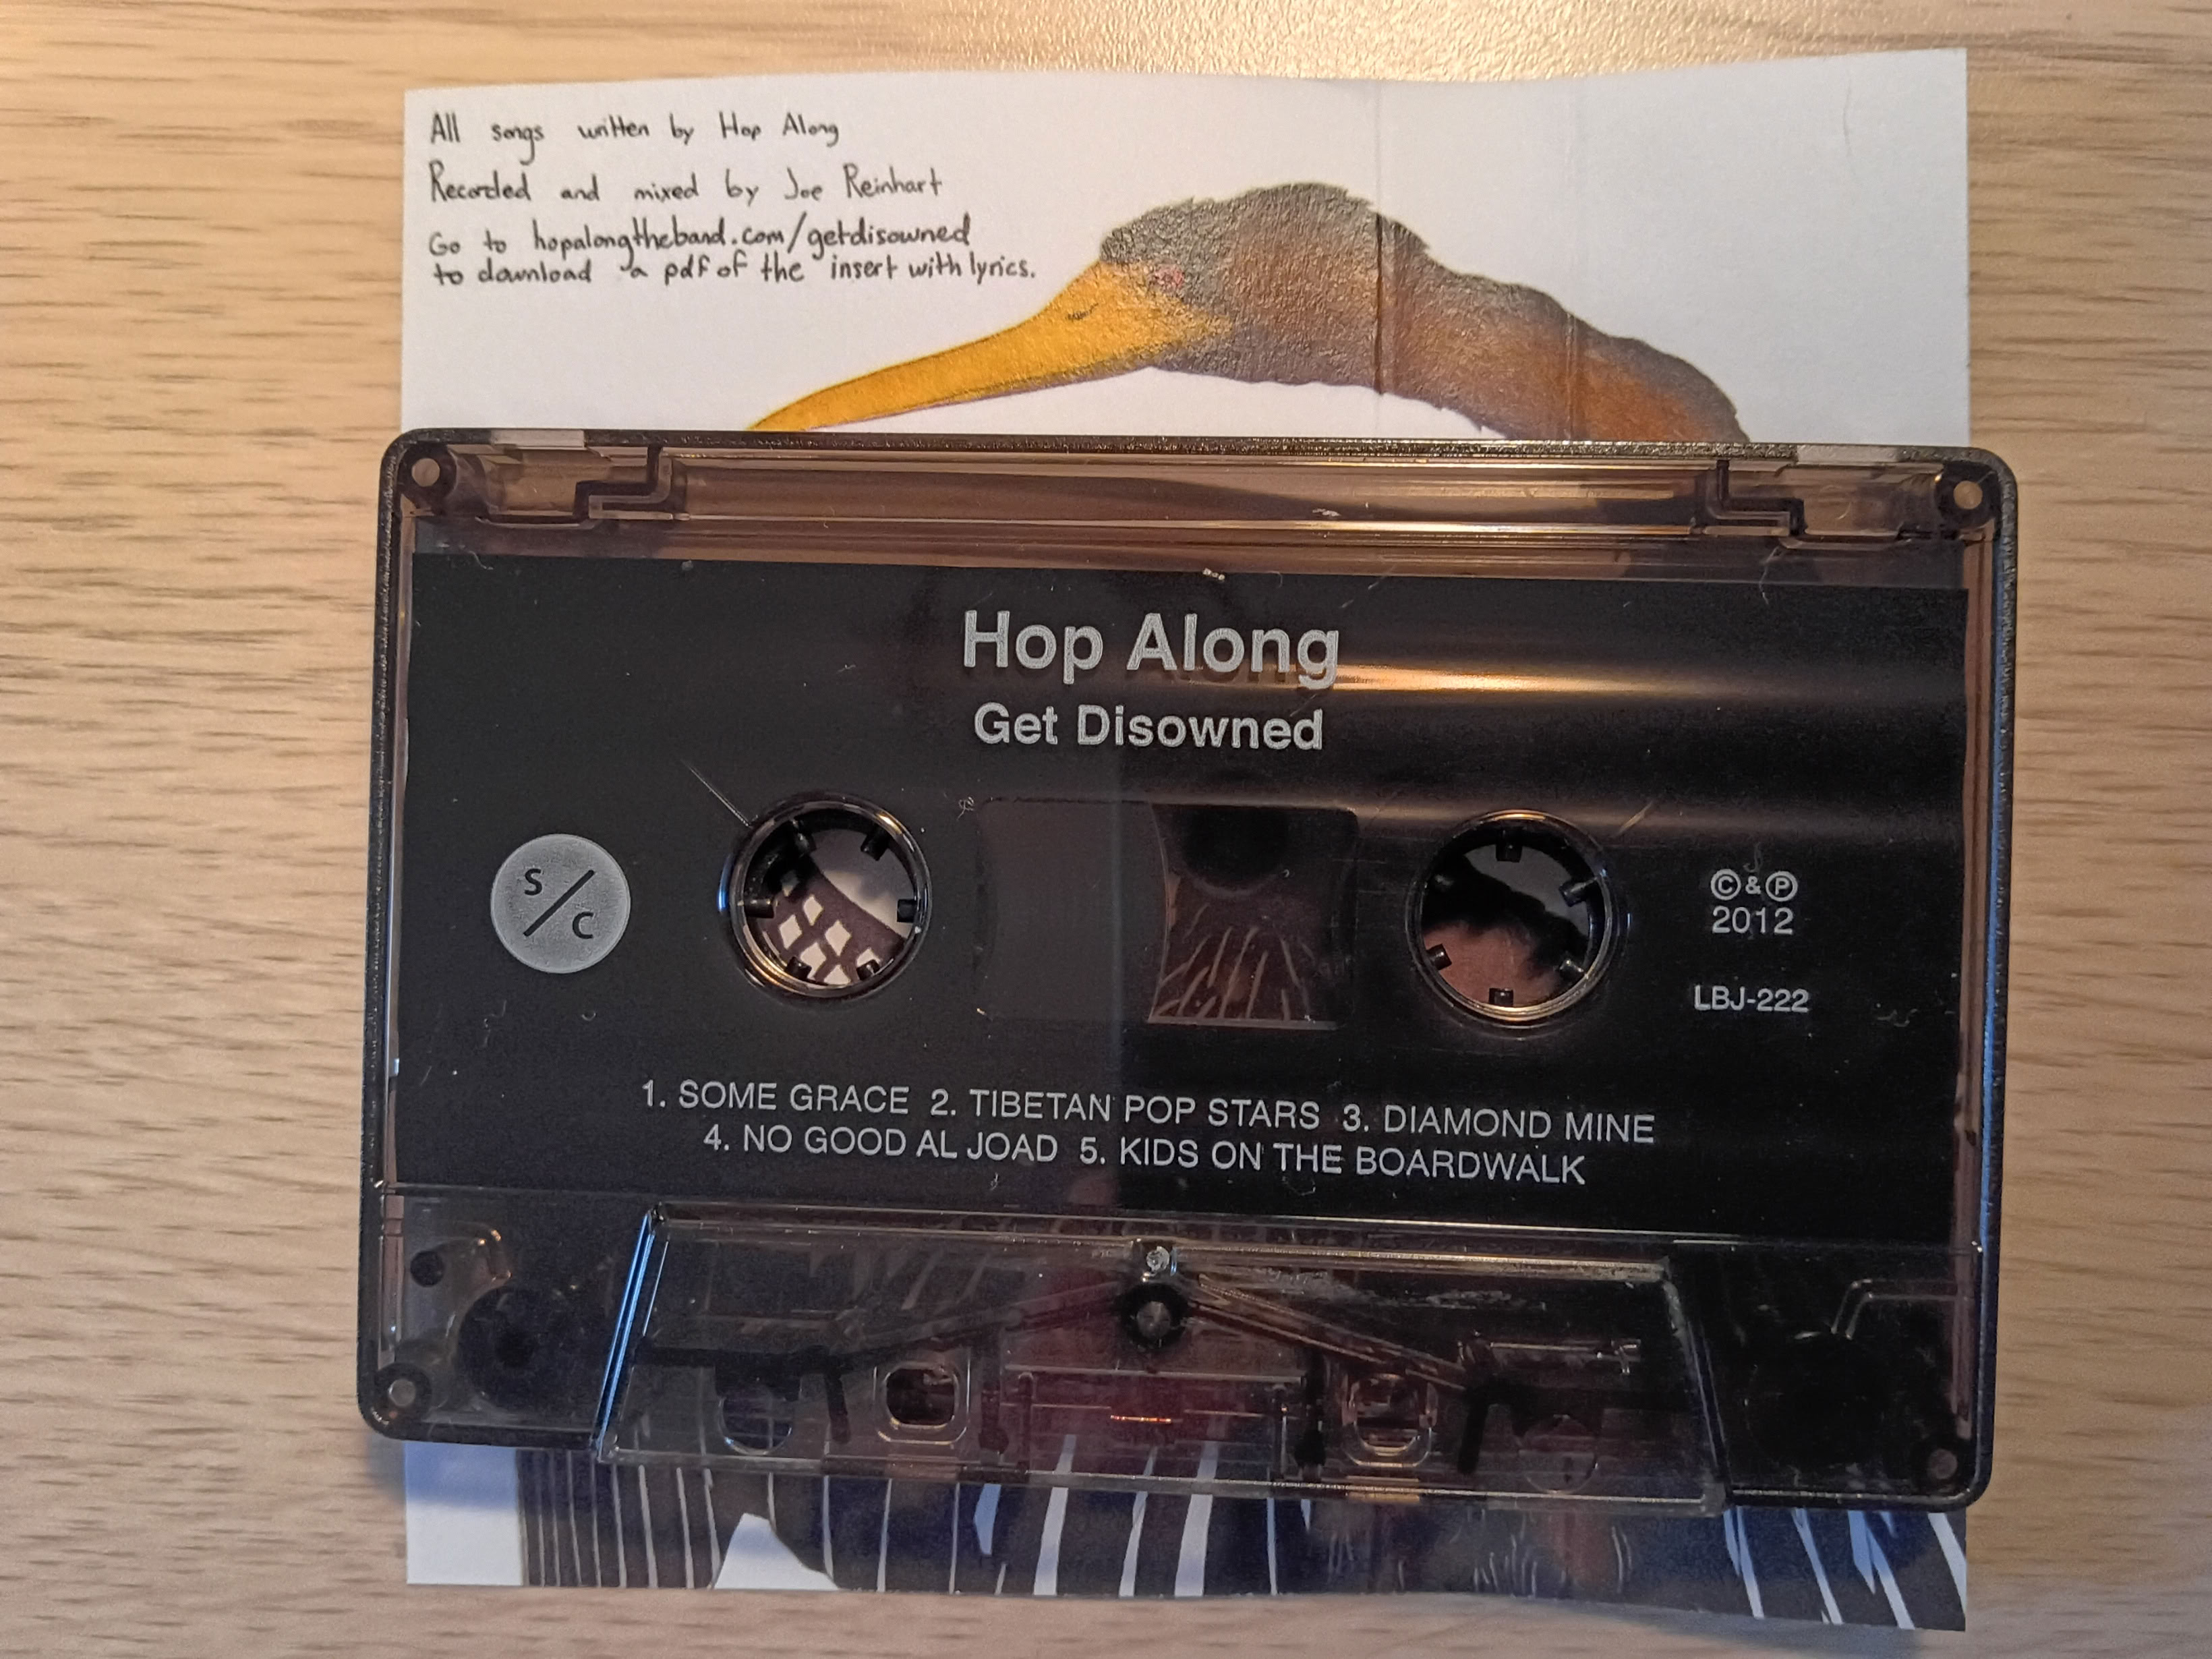 All songs written by Hop Along
Recorded and mixed by Joe Reinhart
Go to hopalongtheband.com/getdisowned
to download a pdf of the insert with lyrics.
Hop Along
Get Disowned
S/C
© & ℗
2012
LBJ-222
1. SOME GRACE 2. TIBETAN POP STARS 3. DIAMOND MINE
4. NO GOOD AL JOAD 5. KIDS ON THE BOARDWALK